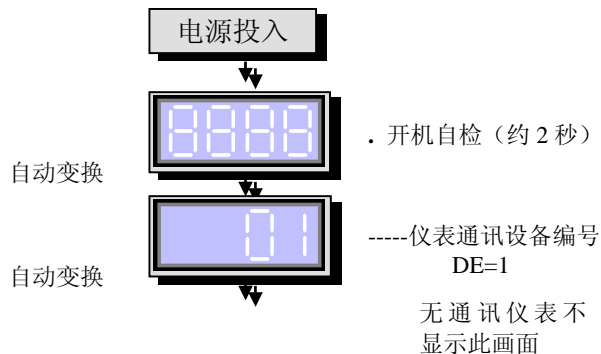 电源投入
8888
. 开机自检（约 2 秒）
自动变换
01
-----仪表通讯设备编号
DE=1
自动变换
无通讯仪表不
显示此画面